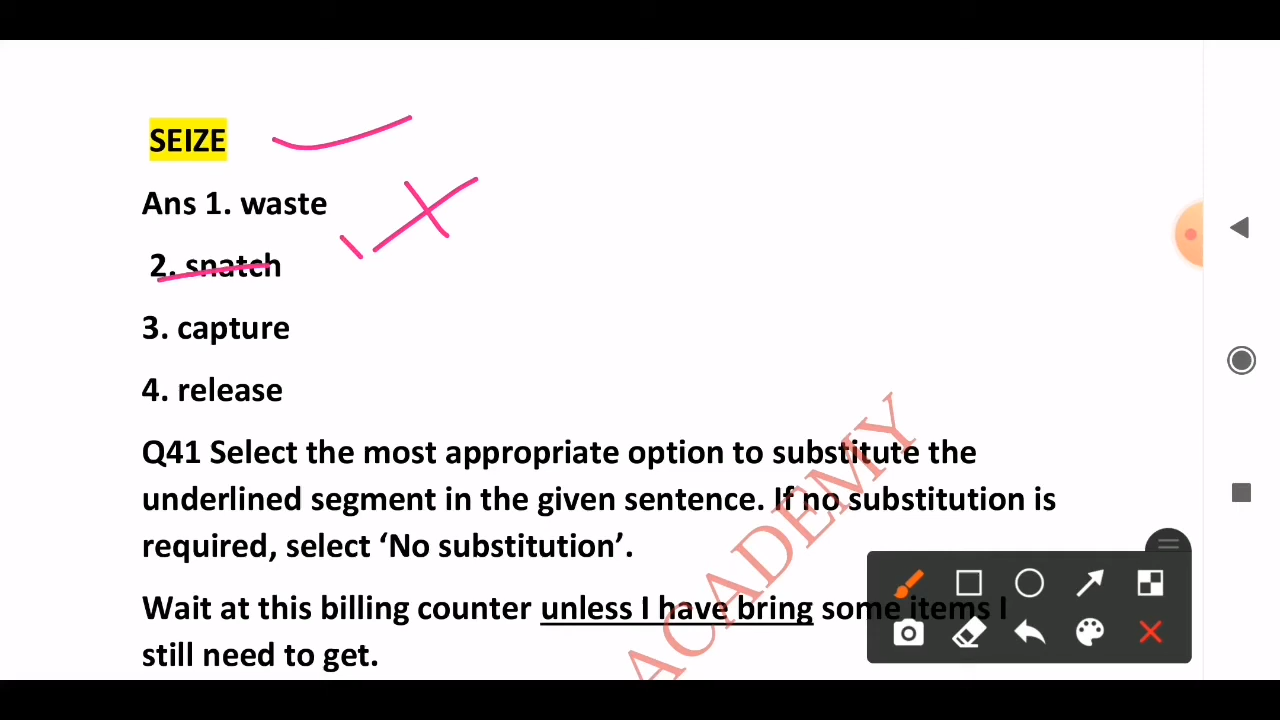 SEIZE
Ans 1. waste
2. snatch
3. capture
4. release
Q41 Select the most appropriate option to substitute the
underlined segment in the given sentence. If no substitution is
required, select ‘No substitution’.
Wait at this billing counter unless I have bring some items I
still need to get.
ACADEMY